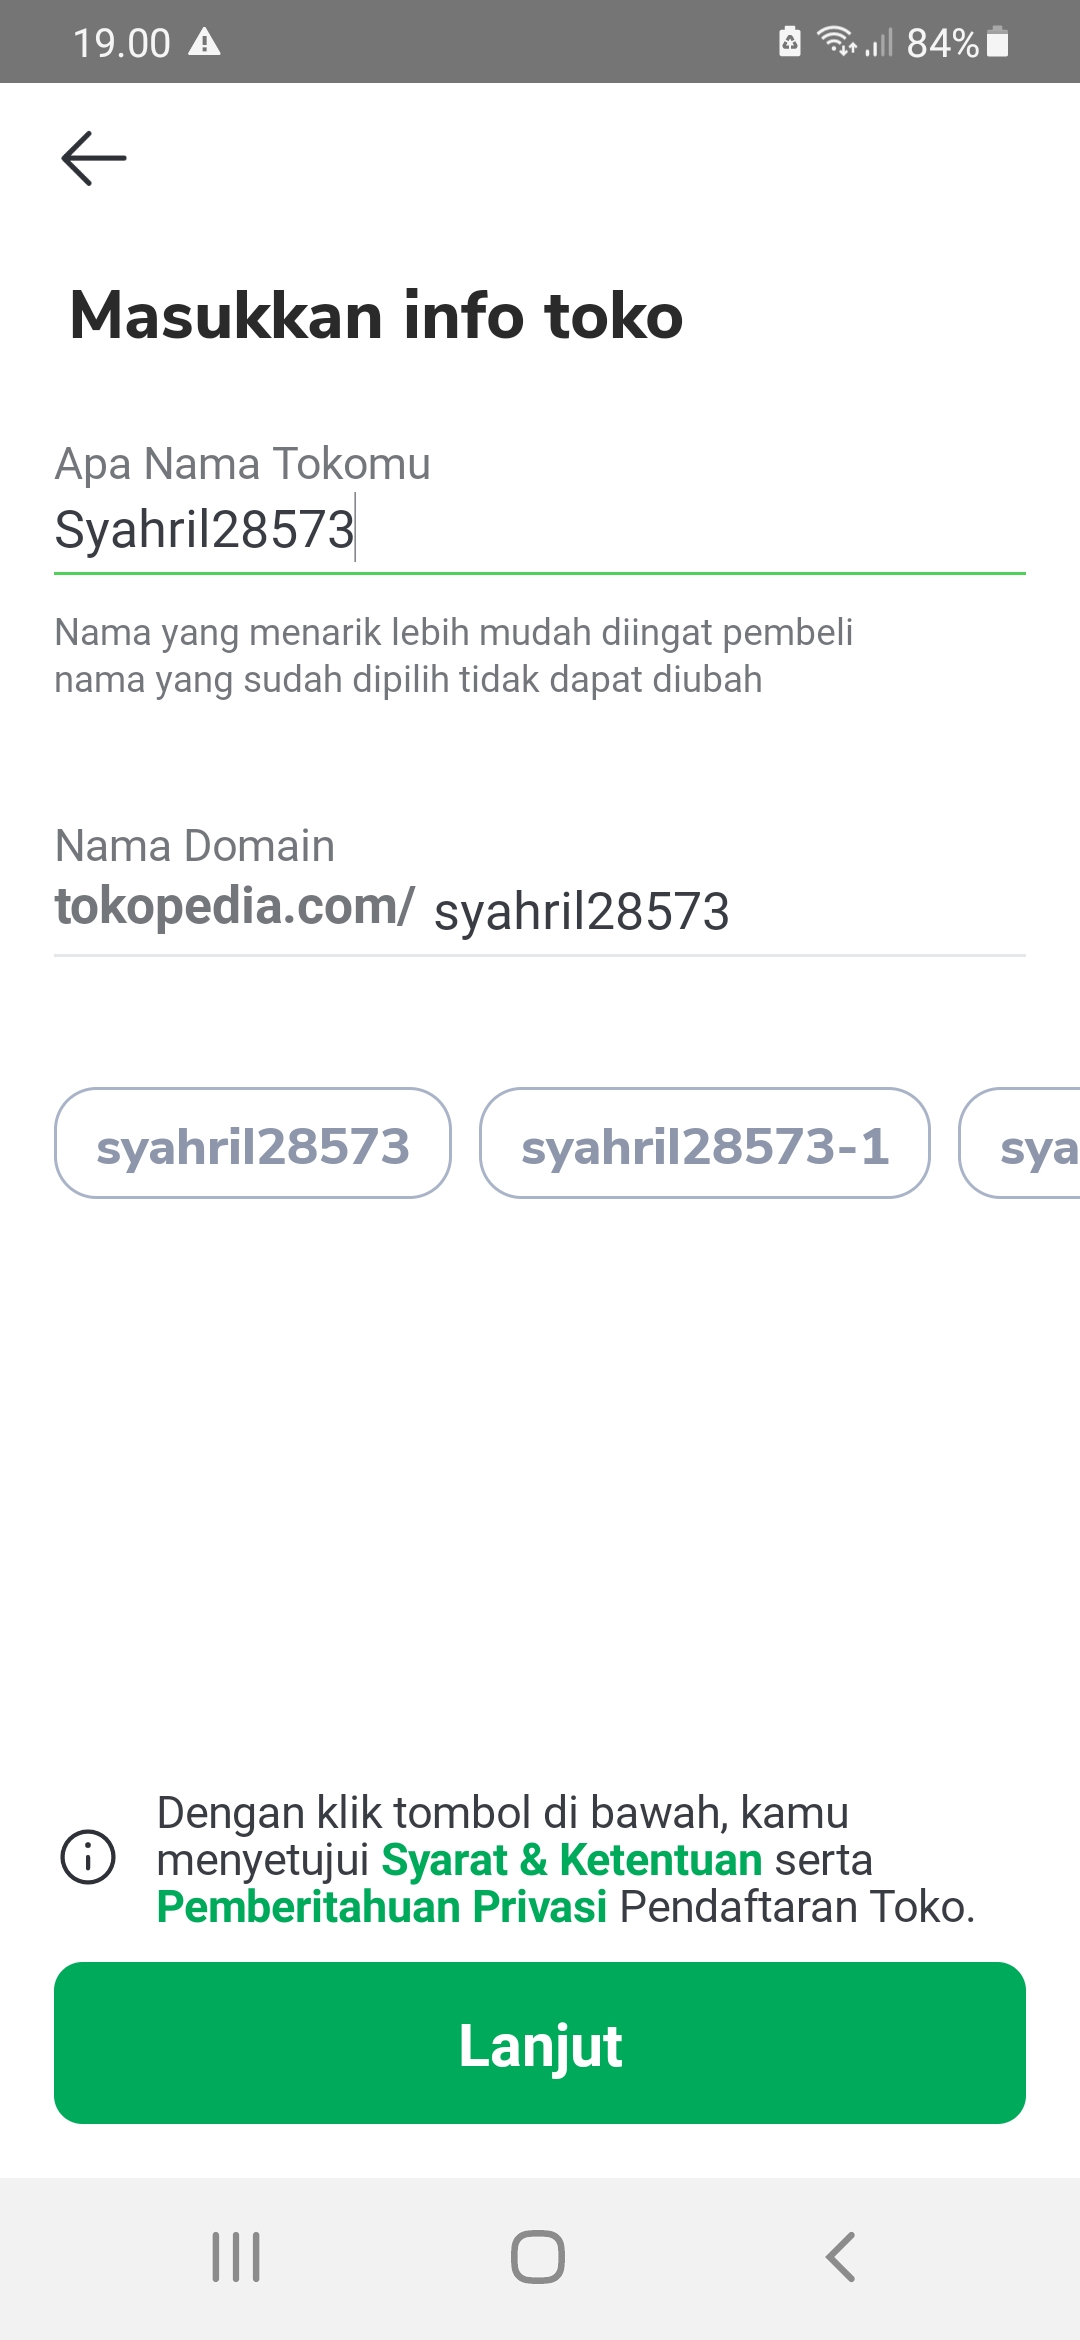 19.00
84%
Masukkan info toko
Apa Nama Tokomu
Syahril28573
Nama yang menarik lebih mudah diingat pembeli
nama yang sudah dipilih tidak dapat diubah
Nama Domain
tokopedia.com/ syahril28573
syahril28573
syahril28573-1
sya
Dengan klik tombol di bawah, kamu
menyetujui Syarat & Ketentuan serta
Pemberitahuan Privasi Pendaftaran Toko.
Lanjut